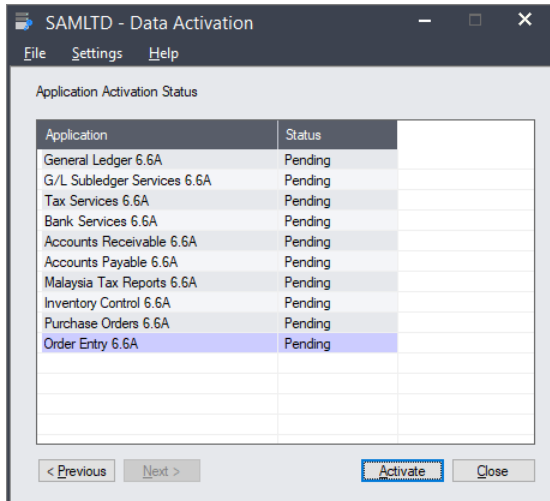 SAMLTD - Data Activation
File Settings Help
Application Activation Status
Application Status
General Ledger 6.6A Pending
G/L Subledger Services 6.6A Pending
Tax Services 6.6A Pending
Bank Services 6.6A Pending
Accounts Receivable 6.6A Pending
Accounts Payable 6.6A Pending
Malaysia Tax Reports 6.6A Pending
Inventory Control 6.6A Pending
Purchase Orders 6.6A Pending
Order Entry 6.6A Pending
< Previous Next > Activate Close